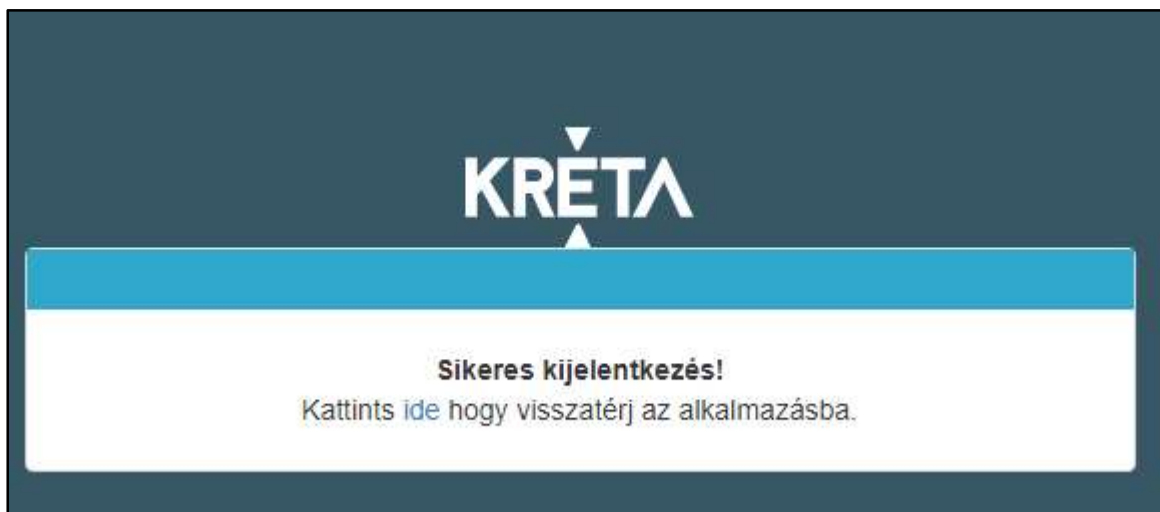 KRÉTA
Sikeres kijelentkezés!
Kattints ide hogy visszatérj az alkalmazásba.